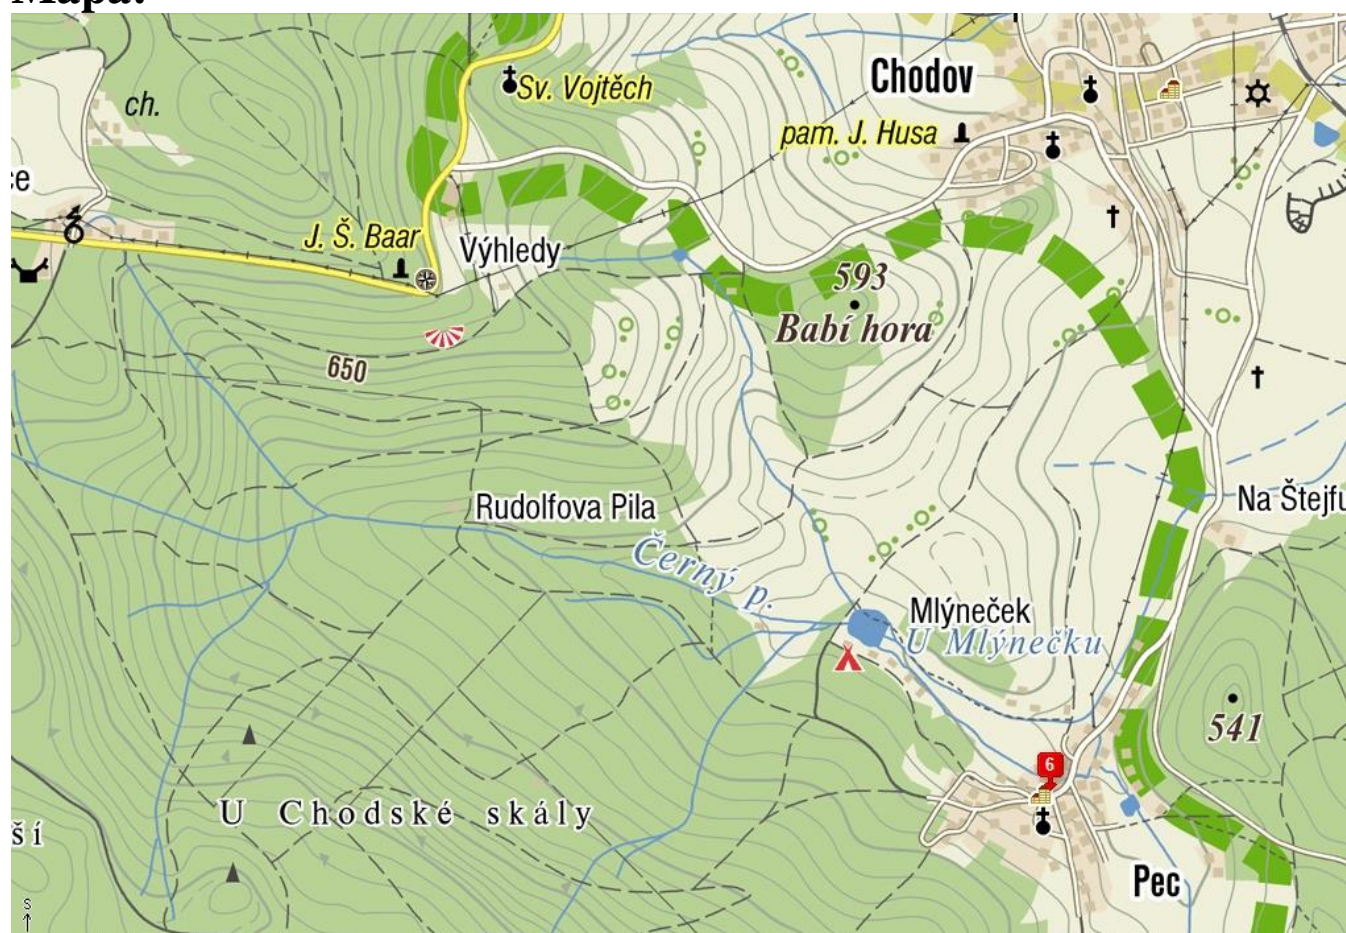 Mapa:
Sv. Vojtěch
Chodov
ch.
pam. J. Husa
J. Š. Baar
Výhledy
593
Babí hora
650
Rudolfova Pila
Na Štejfu
Černý p.
Mlýneček
U Mlýnečku
541
6
U Chodské skály
ší
Pec
S